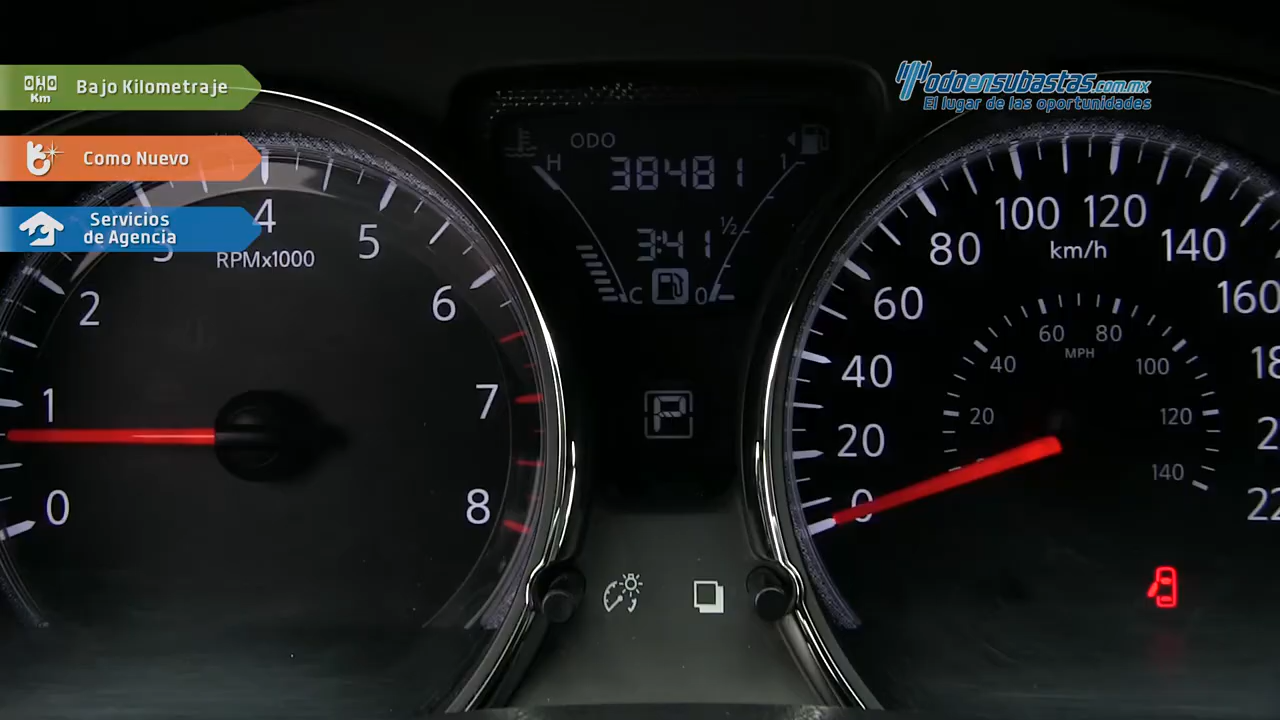 Bajo Kilometraje
Km
Como Nuevo
Servicios
de Agencia
Modoensubastas.com.mx
El lugar de las oportunidades
ODO
38481
H
1
3:41
1/2
C
0
P
0
1
2
3
4
5
6
7
8
RPMx1000
0
20
40
60
80
100
120
140
160
km/h
20
40
60
80
100
120
140
MPH